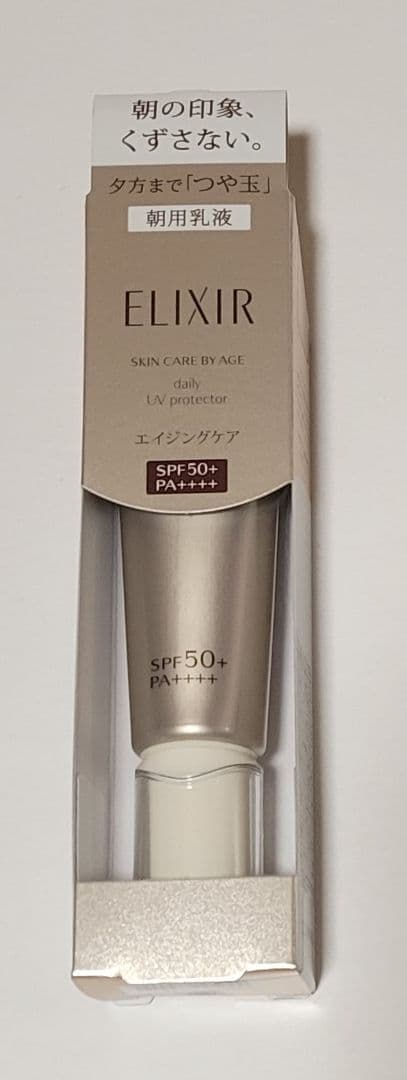 朝の印象、
くずさない。
夕方まで「つや玉」
朝用乳液
ELIXIR
SKIN CARE BY AGE
daily
UV protector
エイジングケア
SPF50+
PA++++
SPF50+
PA++++